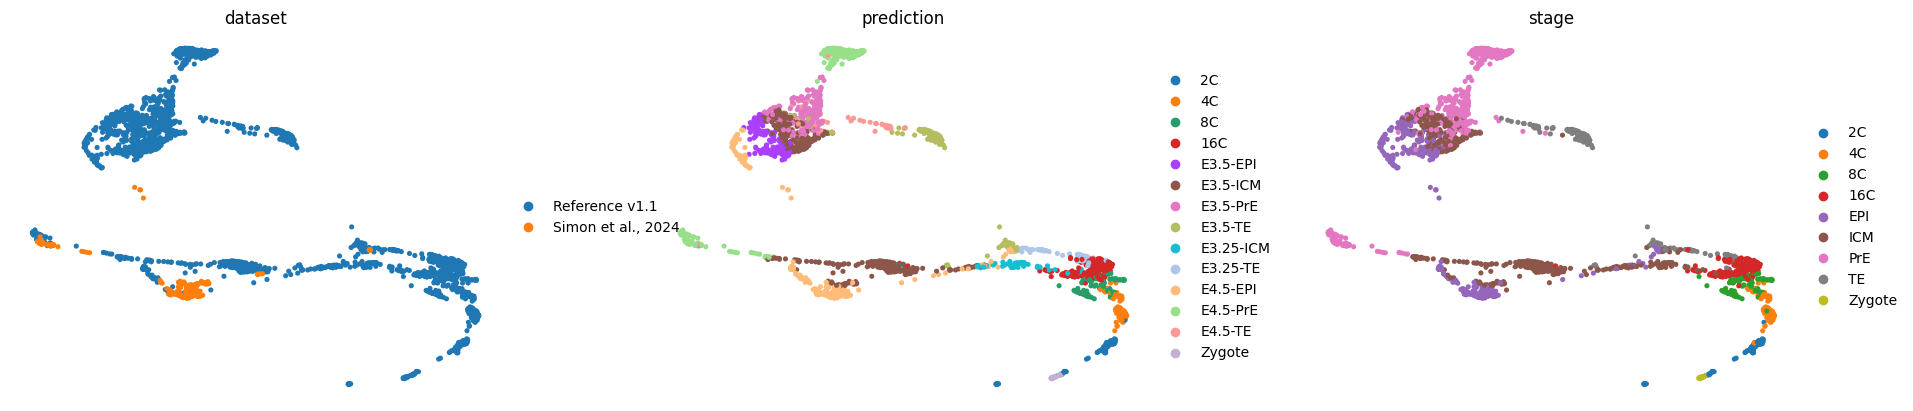 dataset
Reference v1.1
Simon et al., 2024
prediction
2C
4C
8C
16C
E3.5-EPI
E3.5-ICM
E3.5-PrE
E3.5-TE
E3.25-ICM
E3.25-TE
E4.5-EPI
E4.5-PrE
E4.5-TE
Zygote
stage
2C
4C
8C
16C
EPI
ICM
PrE
TE
Zygote